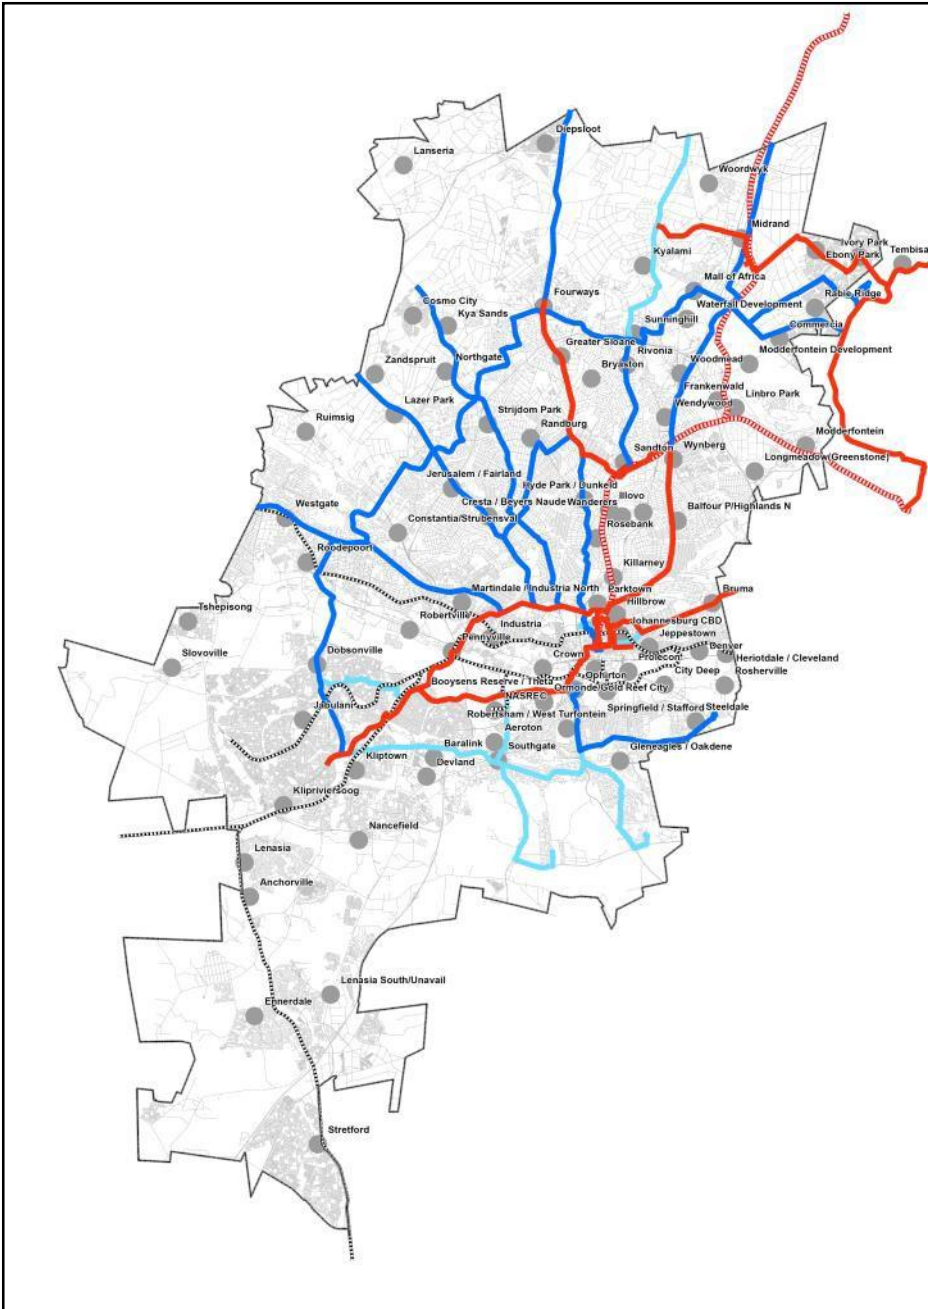 Diepsloot
Lanseria
Woordwyk
Midrand
Ivory Park
Ebony Park
Tembisa
Kyalami
Mall of Africa
Rabie Ridge
Fourways
Cosmo City
Kya Sands
Waterfall Development
Sunninghill
Commercia
Greater Sloane
Rivonia
Modderfontein Development
Zandspruit
Northgate
Bryaston
Woodmead
Frankenwald
Linbro Park
Lazer Park
Wendywood
Ruimsig
Strijdom Park
Randburg
Modderfontein
Sandton
Wynberg
Longmeadow(Greenstone)
Jerusalem / Fairland
Hyde Park / Dunkeld
Westgate
Cresta / Beyers Naude
Wanderers
Illovo
Balfour P/Highlands N
Constantia/Strubensval
Rosebank
Roodepoort
Killarney
Martindale / Industria North
Parktown
Bruma
Tshepisong
Robertville
Hillbrow
Industria
Johannesburg CBD
Jeppestown
Slovoville
Pennyville
Dobsonville
Crown
Prolecon
Denver
Heriotdale / Cleveland
Ophirton
City Deep
Rosherville
Booysens Reserve / Theta
Ormonde/Gold Reef City
NASREC
Jabulani
Robertsham / West Turfontein
Springfield / Stafford
Steeldale
Aeroton
Baralink
Southgate
Gleneagles / Oakdene
Kliptown
Devland
Klipriviersoog
Nancefield
Lenasia
Anchorville
Lenasia South/Unavail
Ennerdale
Stretford